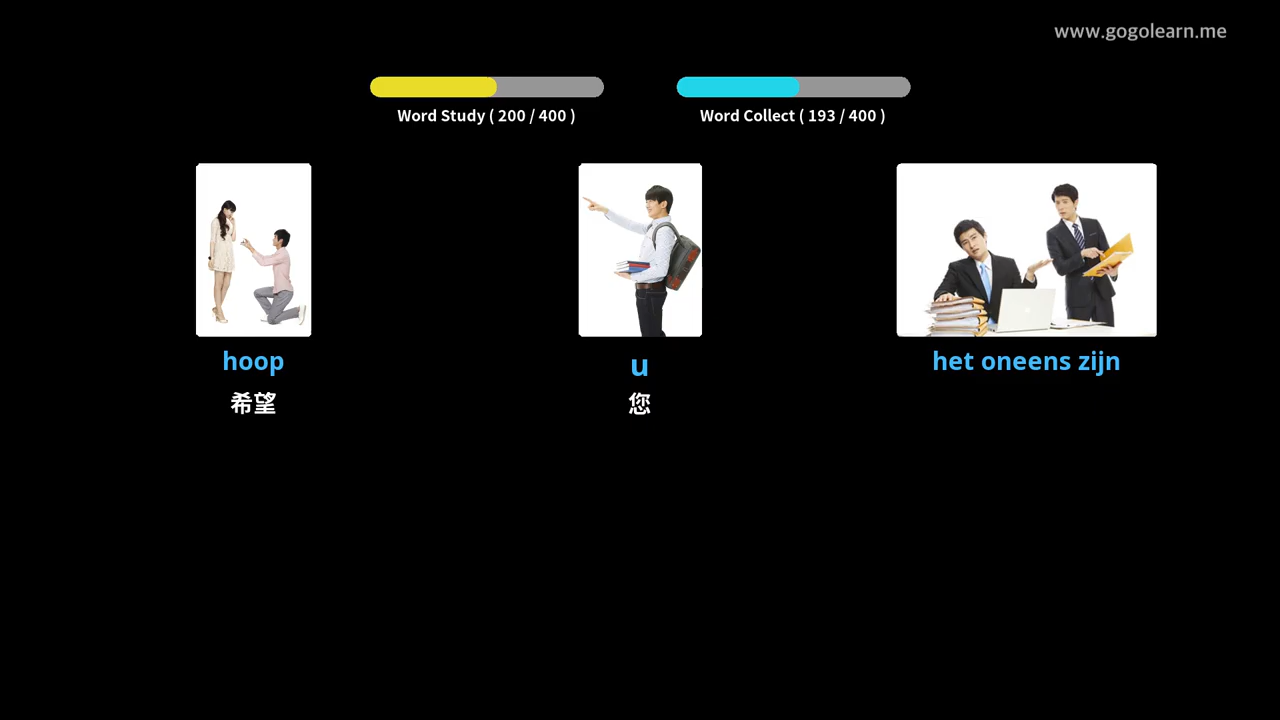 www.gogolearn.me
Word Study ( 200 / 400 )
Word Collect ( 193 / 400 )
hoop
u
het oneens zijn
希望
您